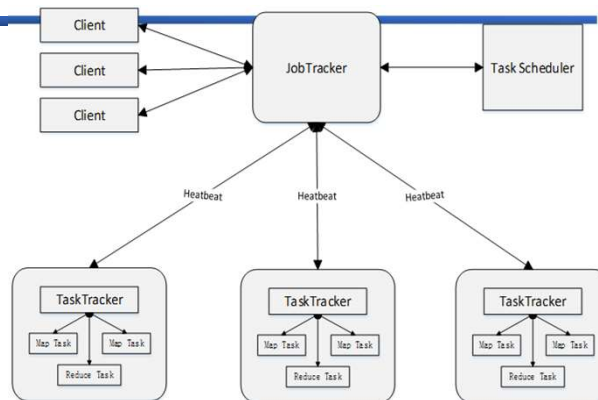 Client
Client
Client
JobTracker
Task Scheduler
Heatbeat
Heatbeat
Heatbeat
TaskTracker
Map Task
Map Task
Reduce Task
TaskTracker
Map Task
Map Task
Reduce Task
TaskTracker
Map Task
Map Task
Reduce Task